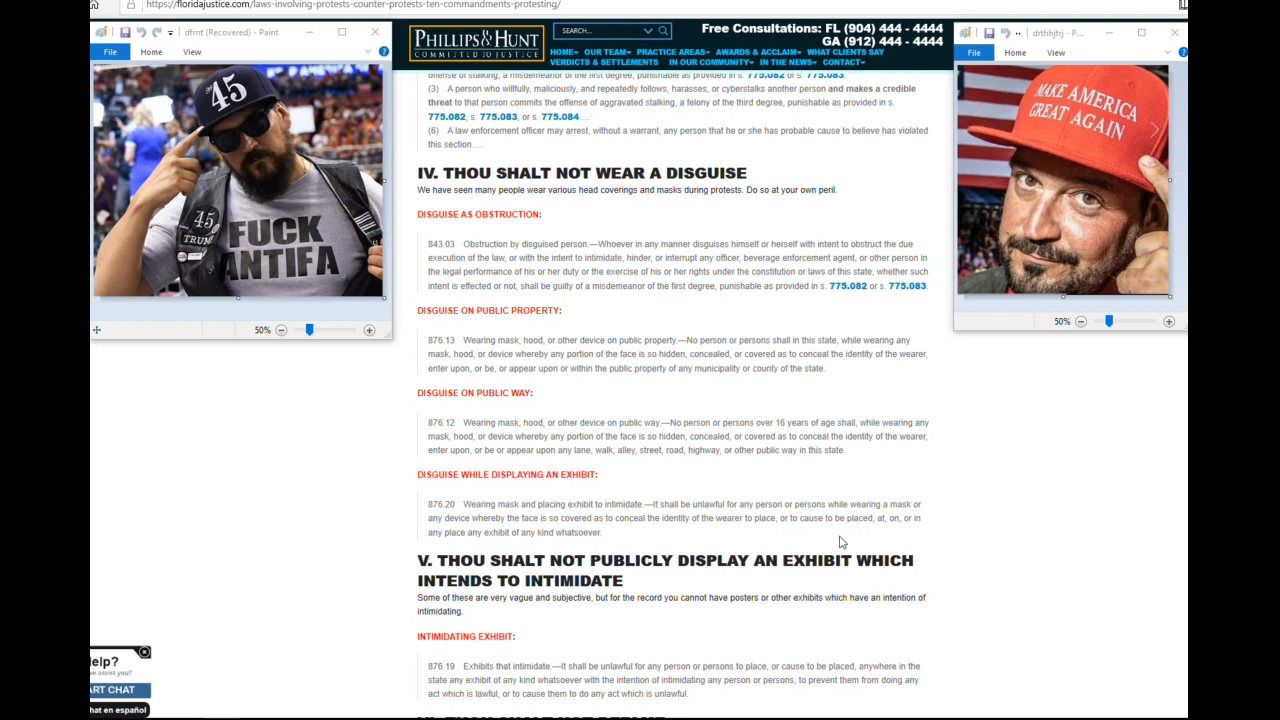 https://floridajustice.com/laws-involving-protests-counter-protests-ten-commandments-protesting/
dfrnt (Recovered) - Paint
File Home View
45
45
TRUMP
FUCK
ANTIFA
50%
PHILLIPS & HUNT
COMMITTED TO JUSTICE
SEARCH...
Free Consultations: FL (904) 444 - 4444
GA (912) 444 - 4444
HOME OUR TEAM PRACTICE AREAS AWARDS & ACCLAIM WHAT CLIENTS SAY
VERDICTS & SETTLEMENTS IN OUR COMMUNITY IN THE NEWS CONTACT
drthhjtrj - P...
File Home View
MAKE AMERICA
GREAT AGAIN
50%
offense of stalking, a misdemeanor of the first degree, punishable as provided in s. 775.082 or s. 775.083.
(3) A person who willfully, maliciously, and repeatedly follows, harasses, or cyberstalks another person and makes a credible
threat to that person commits the offense of aggravated stalking, a felony of the third degree, punishable as provided in s.
775.082, s. 775.083, or s. 775.084....
(6) A law enforcement officer may arrest, without a warrant, any person that he or she has probable cause to believe has violated
this section....
IV. THOU SHALT NOT WEAR A DISGUISE
We have seen many people wear various head coverings and masks during protests. Do so at your own peril.
DISGUISE AS OBSTRUCTION:
843.03 Obstruction by disguised person.—Whoever in any manner disguises himself or herself with intent to obstruct the due
execution of the law, or with the intent to intimidate, hinder, or interrupt any officer, beverage enforcement agent, or other person in
the legal performance of his or her duty or the exercise of his or her rights under the constitution or laws of this state, whether such
intent is effected or not, shall be guilty of a misdemeanor of the first degree, punishable as provided in s. 775.082 or s. 775.083.
DISGUISE ON PUBLIC PROPERTY:
876.13 Wearing mask, hood, or other device on public property.—No person or persons shall in this state, while wearing any
mask, hood, or device whereby any portion of the face is so hidden, concealed, or covered as to conceal the identity of the wearer,
enter upon, or be, or appear upon or within the public property of any municipality or county of the state.
DISGUISE ON PUBLIC WAY:
876.12 Wearing mask, hood, or other device on public way.—No person or persons over 16 years of age shall, while wearing any
mask, hood, or device whereby any portion of the face is so hidden, concealed, or covered as to conceal the identity of the wearer,
enter upon, or be or appear upon any lane, walk, alley, street, road, highway, or other public way in this state.
DISGUISE WHILE DISPLAYING AN EXHIBIT:
876.20 Wearing mask and placing exhibit to intimidate.—It shall be unlawful for any person or persons while wearing a mask or
any device whereby the face is so covered as to conceal the identity of the wearer to place, or to cause to be placed, at, on, or in
any place any exhibit of any kind whatsoever.
V. THOU SHALT NOT PUBLICLY DISPLAY AN EXHIBIT WHICH
INTENDS TO INTIMIDATE
Some of these are very vague and subjective, but for the record you cannot have posters or other exhibits which have an intention of
intimidating.
INTIMIDATING EXHIBIT:
876.19 Exhibits that intimidate.—It shall be unlawful for any person or persons to place, or cause to be placed, anywhere in the
state any exhibit of any kind whatsoever with the intention of intimidating any person or persons, to prevent them from doing any
act which is lawful, or to cause them to do any act which is unlawful.
elp?
ve assist you?
ART CHAT
hat en español